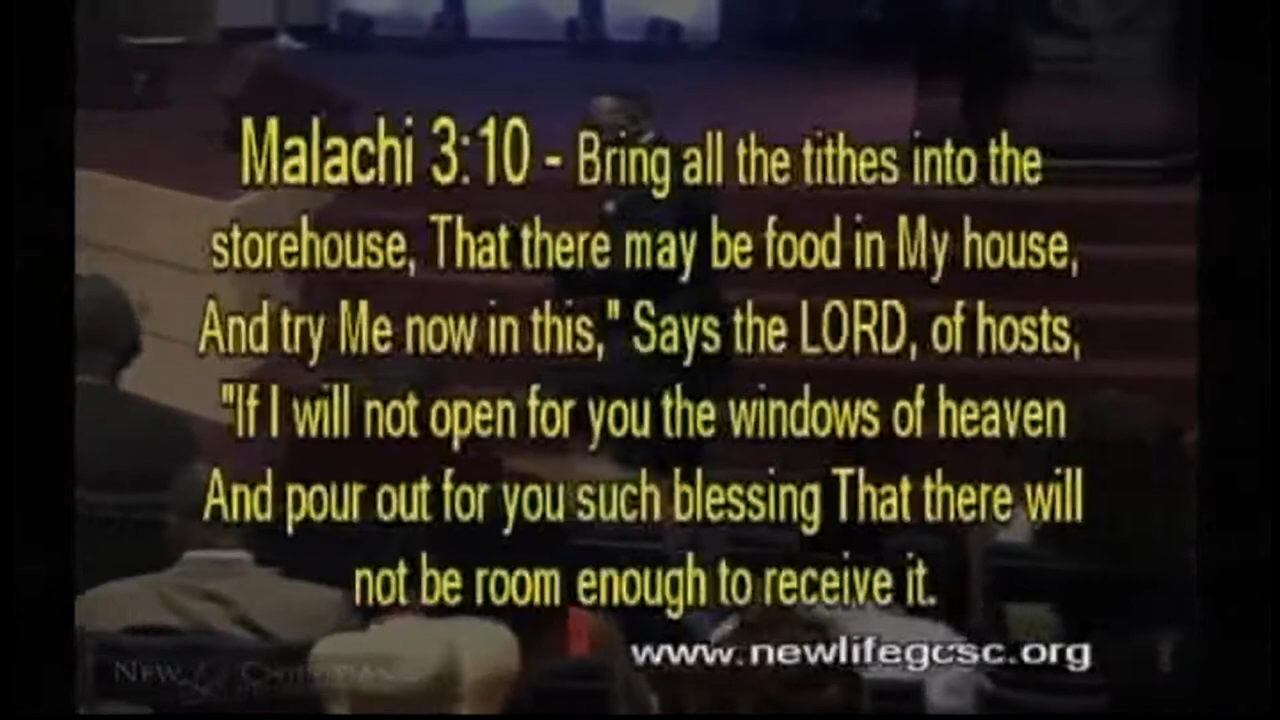 Malachi 3:10 - Bring all the tithes into the
storehouse, That there may be food in My house,
And try Me now in this," Says the LORD, of hosts,
"If I will not open for you the windows of heaven
And pour out for you such blessing That there will
not be room enough to receive it.
www.newlifegcsc.org
NEW CHRISTIAN